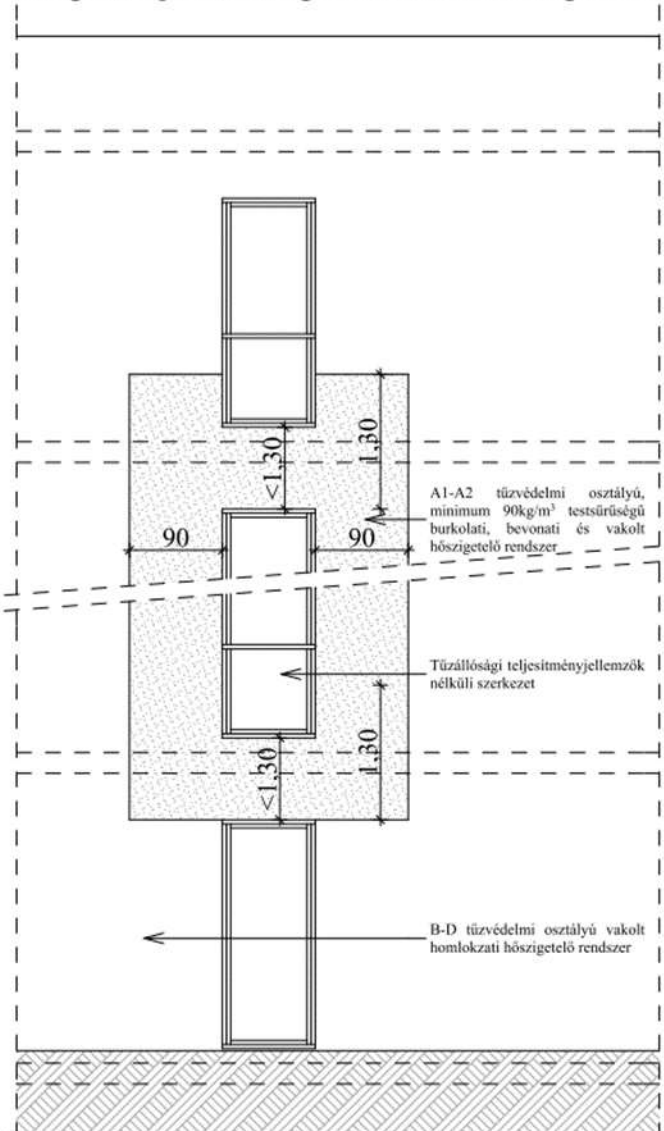 <1,30
1,30
A1-A2 tűzvédelmi osztályú,
minimum 90kg/m³ testsűrűségű
burkolati, bevonati és vakolt
hőszigetelő rendszer
90
90
Tűzállósági teljesítményjellemzők
nélküli szerkezet
<1,30
1,30
B-D tűzvédelmi osztályú vakolt
homlokzati hőszigetelő rendszer